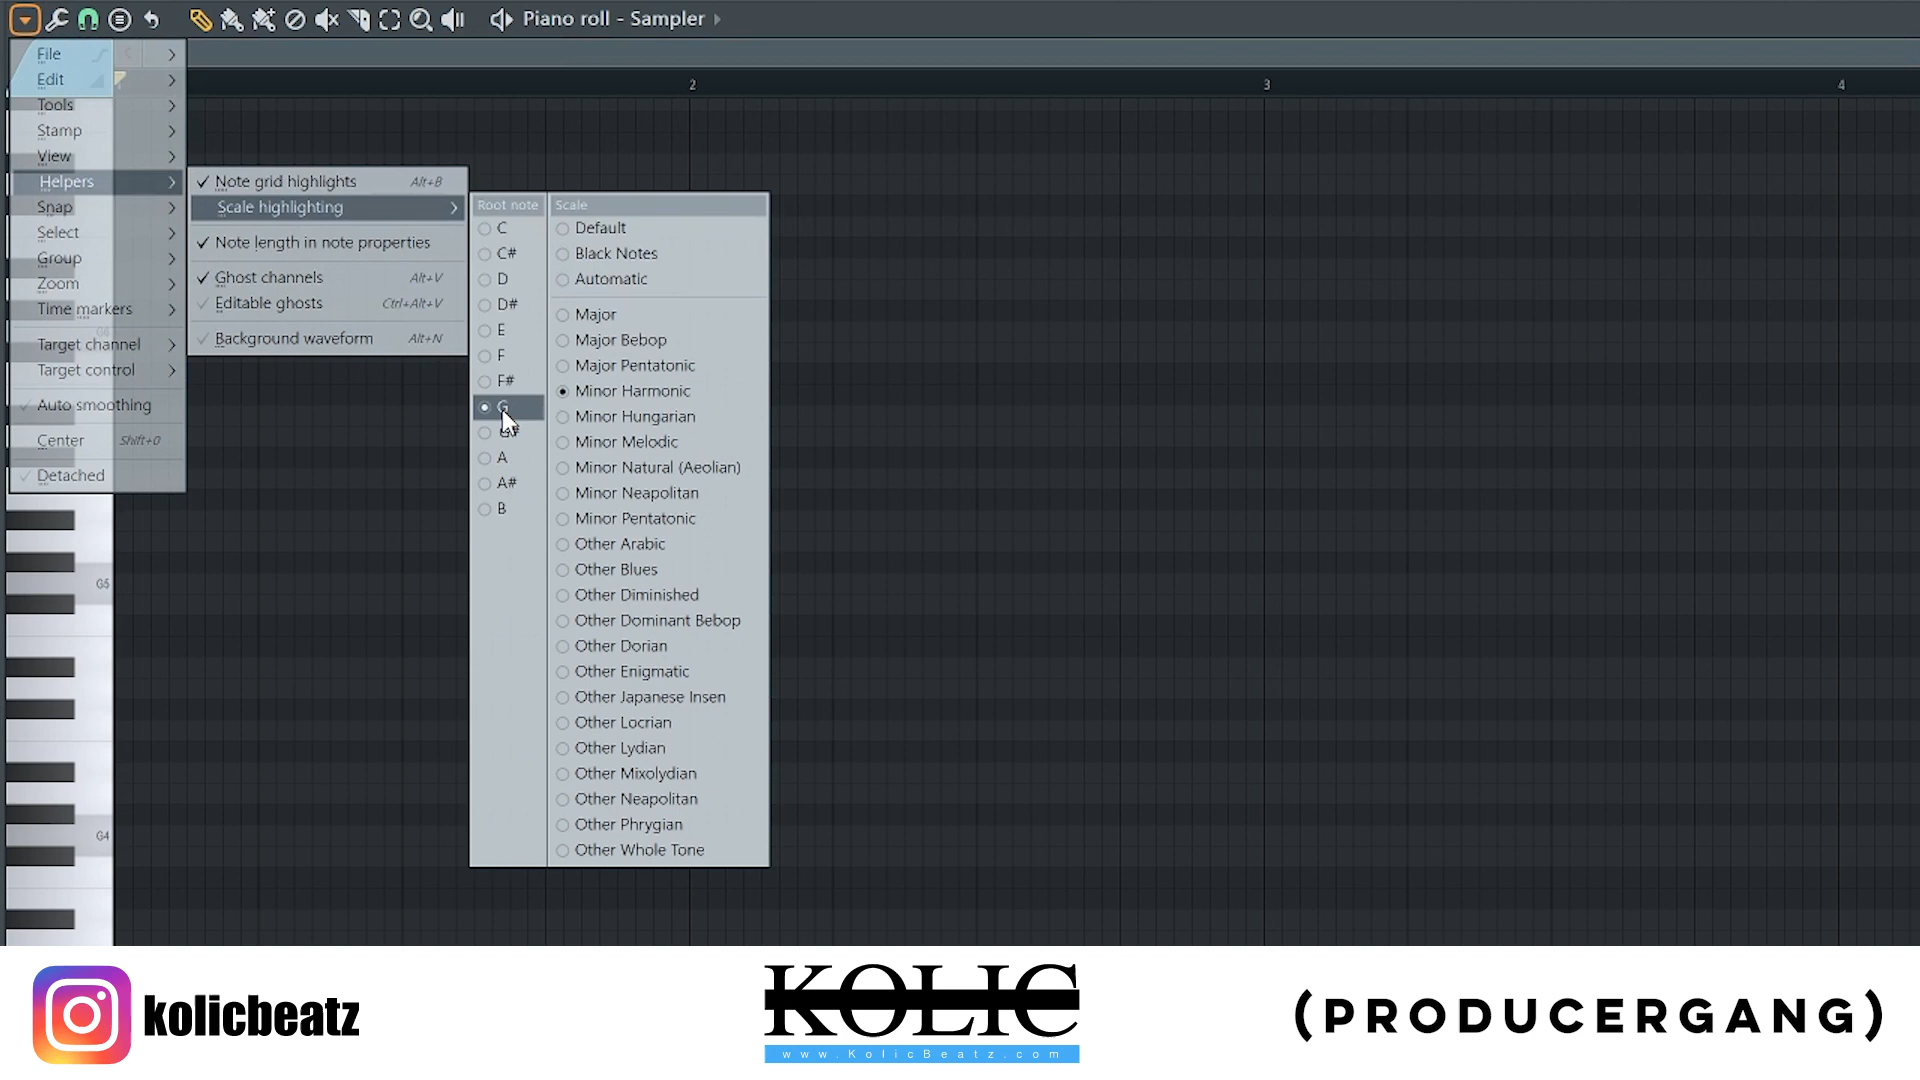 Piano roll - Sampler
File
Edit
Tools
Stamp
View
Helpers
Snap
Select
Group
Zoom
Time markers
Target channel
Target control
Auto smoothing
Center Shift+0
Detached
Note grid highlights Alt+B
Scale highlighting
Note length in note properties
Ghost channels Alt+V
Editable ghosts Ctrl+Alt+V
Background waveform Alt+N
Root note
C
C#
D
D#
E
F
F#
G
G#
A
A#
B
Scale
Default
Black Notes
Automatic
Major
Major Bebop
Major Pentatonic
Minor Harmonic
Minor Hungarian
Minor Melodic
Minor Natural (Aeolian)
Minor Neapolitan
Minor Pentatonic
Other Arabic
Other Blues
Other Diminished
Other Dominant Bebop
Other Dorian
Other Enigmatic
Other Japanese Insen
Other Locrian
Other Lydian
Other Mixolydian
Other Neapolitan
Other Phrygian
Other Whole Tone
2
3
4
G5
G4
kolicbeatz
KOLIC
www.KolicBeatz.com
(PRODUCERGANG)